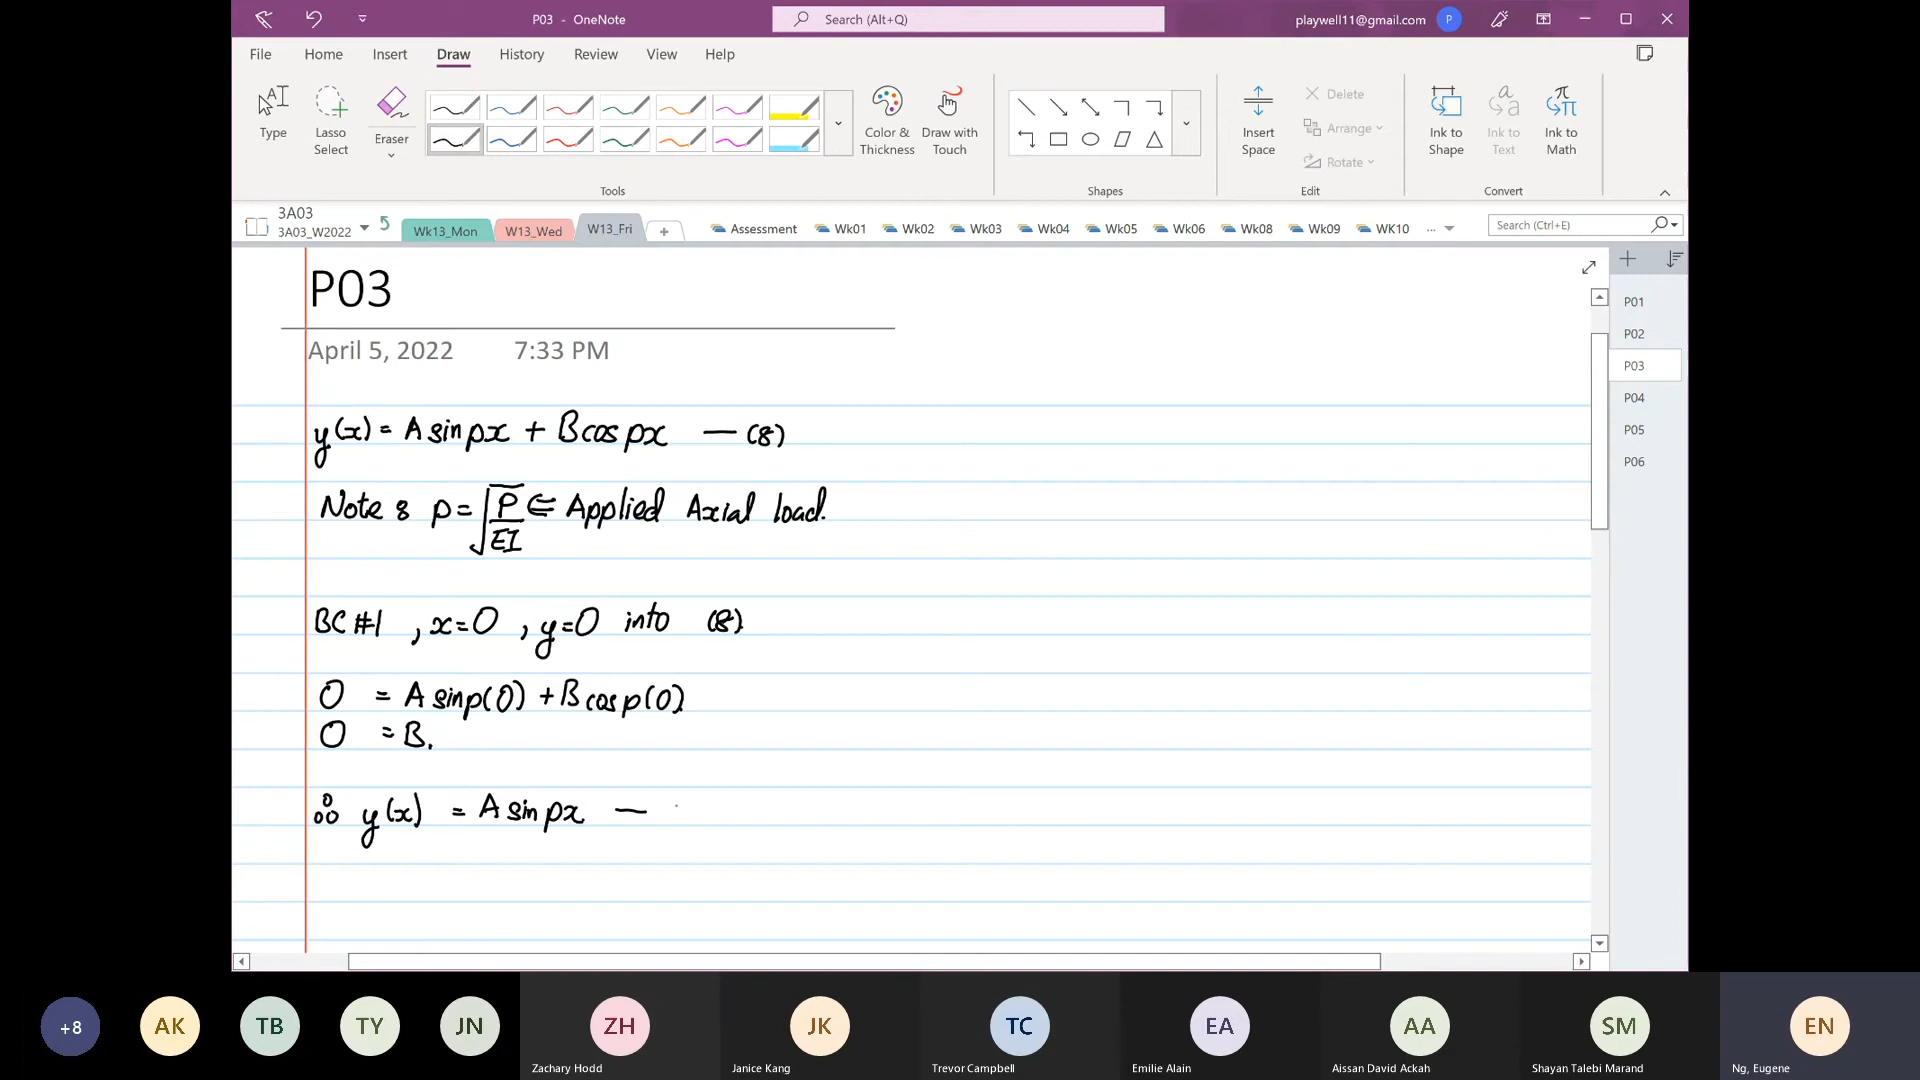 P03 - OneNote
Search (Alt+Q)
playwell11@gmail.com
P
File Home Insert Draw History Review View Help
Type
Lasso Select
Eraser
Color & Thickness
Draw with Touch
Insert Space
Delete
Arrange
Rotate
Ink to Shape
Ink to Text
Ink to Math
Tools
Shapes
Edit
Convert
3A03
3A03_W2022
Wk13_Mon W13_Wed W13_Fri
Assessment Wk01 Wk02 Wk03 Wk04 Wk05 Wk06 Wk08 Wk09 WK10 ...
Search (Ctrl+E)
P01
P02
P03
P04
P05
P06
P03
April 5, 2022 7:33 PM
y(x) = A sin px + B cos px — (8)
Note : p = √(P/EI) ⇐ Applied Axial load.
BC #1 , x=0 , y=0 into (8).
0 = A sin p(0) + B cos p(0)
0 = B.
∴ y(x) = A sin px —
+8 AK TB TY JN ZH JK TC EA AA SM EN
Zachary Hodd Janice Kang Trevor Campbell Emilie Alain Aissan David Ackah Shayan Talebi Marand Ng, Eugene